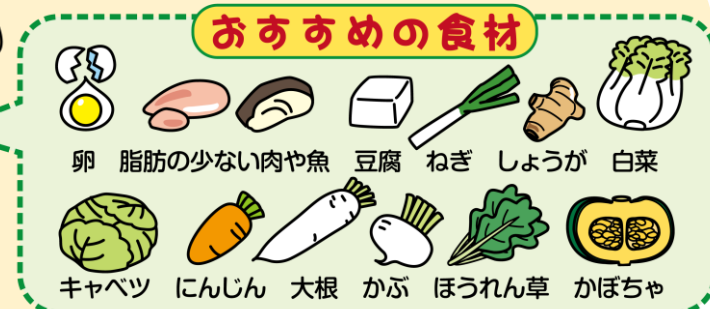 おすすめの食材
卵 脂肪の少ない肉や魚 豆腐 ねぎ しょうが 白菜
キャベツ にんじん 大根 かぶ ほうれん草 かぼちゃ